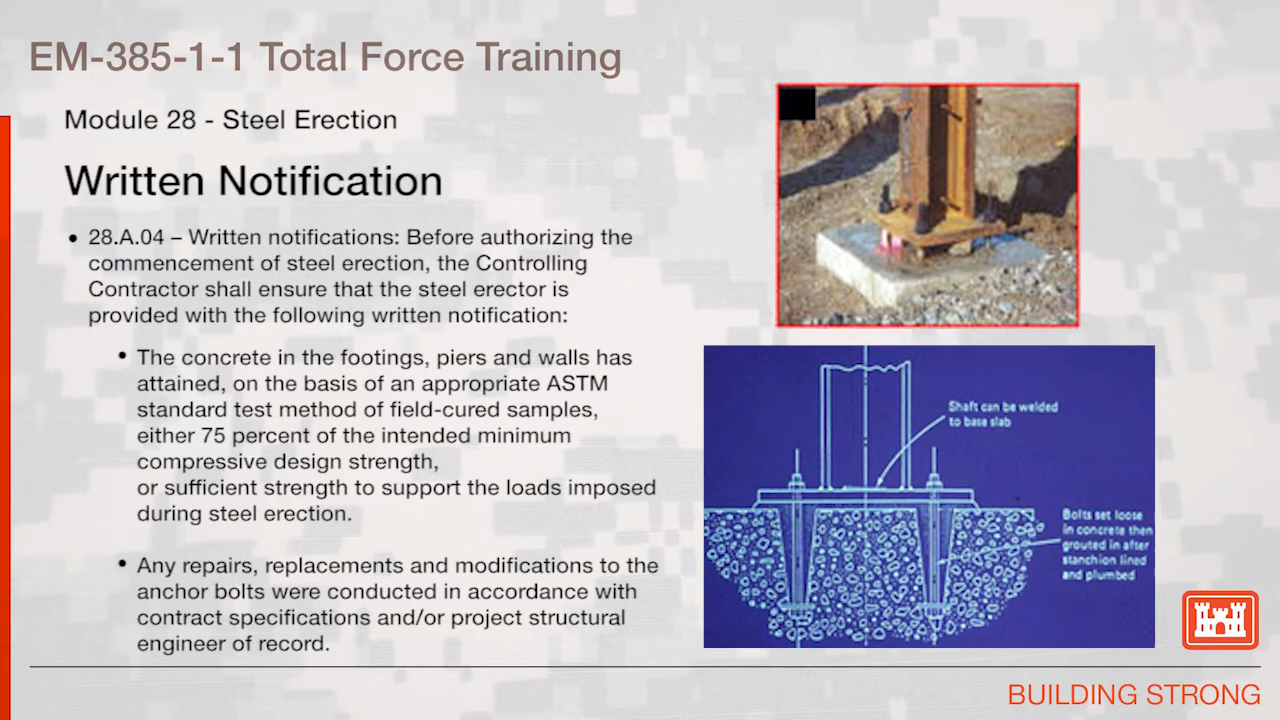 EM-385-1-1 Total Force Training
Module 28 - Steel Erection
Written Notification
• 28.A.04 – Written notifications: Before authorizing the
commencement of steel erection, the Controlling
Contractor shall ensure that the steel erector is
provided with the following written notification:
• The concrete in the footings, piers and walls has
attained, on the basis of an appropriate ASTM
standard test method of field-cured samples,
either 75 percent of the intended minimum
compressive design strength,
or sufficient strength to support the loads imposed
during steel erection.
• Any repairs, replacements and modifications to the
anchor bolts were conducted in accordance with
contract specifications and/or project structural
engineer of record.
Shaft can be welded
to base slab
Bolts set loose
in concrete then
grouted in after
stanchion lined
and plumbed
BUILDING STRONG